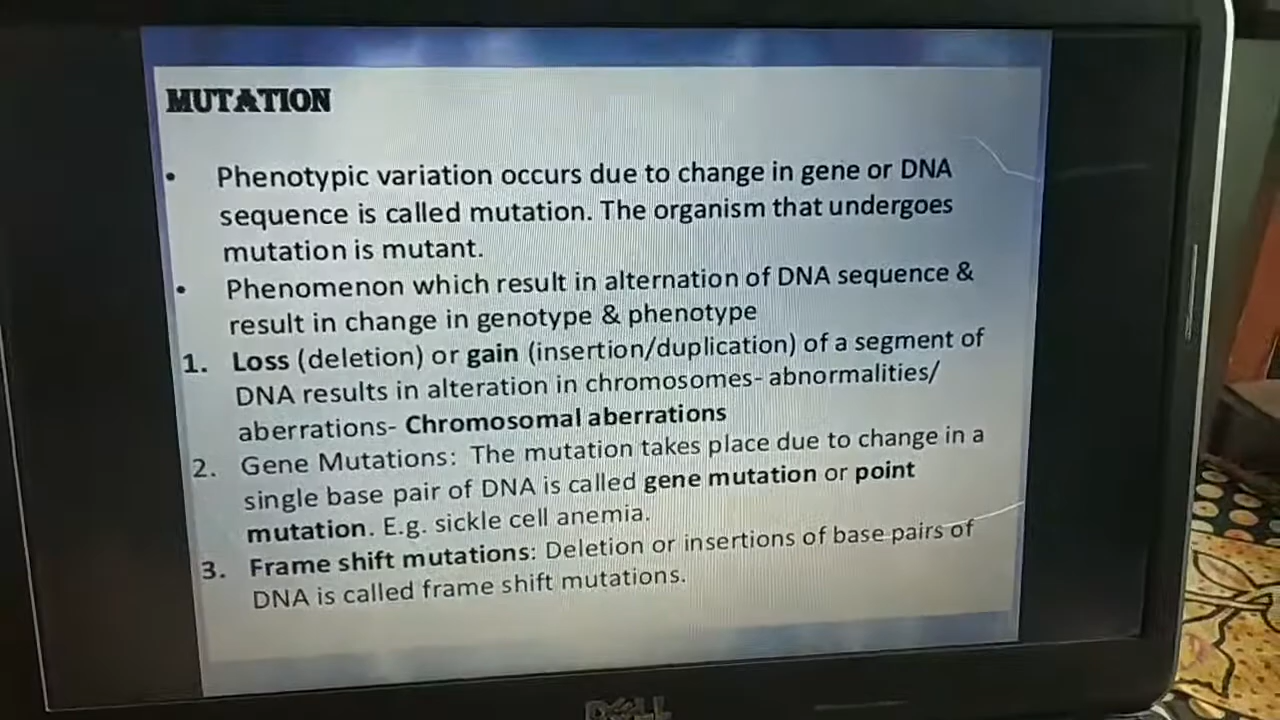 MUTATION
• Phenotypic variation occurs due to change in gene or DNA
sequence is called mutation. The organism that undergoes
mutation is mutant.
• Phenomenon which result in alternation of DNA sequence &
result in change in genotype & phenotype
1. Loss (deletion) or gain (insertion/duplication) of a segment of
DNA results in alteration in chromosomes- abnormalities/
aberrations- Chromosomal aberrations
2. Gene Mutations: The mutation takes place due to change in a
single base pair of DNA is called gene mutation or point
mutation. E.g. sickle cell anemia.
3. Frame shift mutations: Deletion or insertions of base pairs of
DNA is called frame shift mutations.
DELL